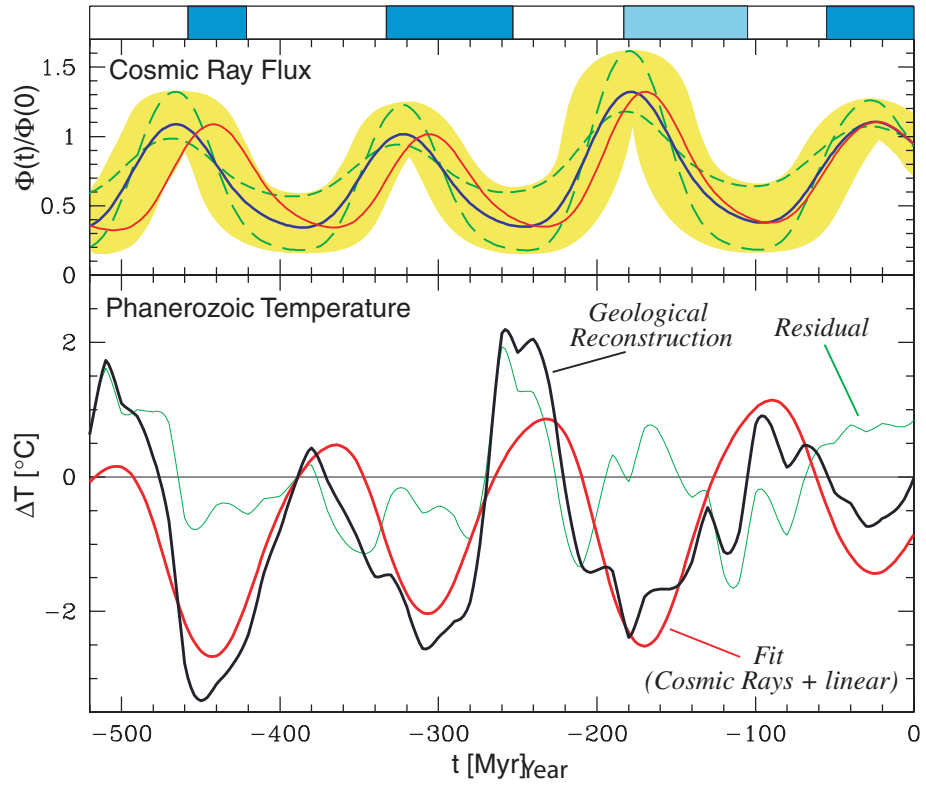 Cosmic Ray Flux
Φ(t)/Φ(0)
1.5
1
0.5
0
Phanerozoic Temperature
Geological
Reconstruction
Residual
ΔT [°C]
2
0
−2
Fit
(Cosmic Rays + linear)
−500
−400
−300
−200
−100
0
t [Myr]Year